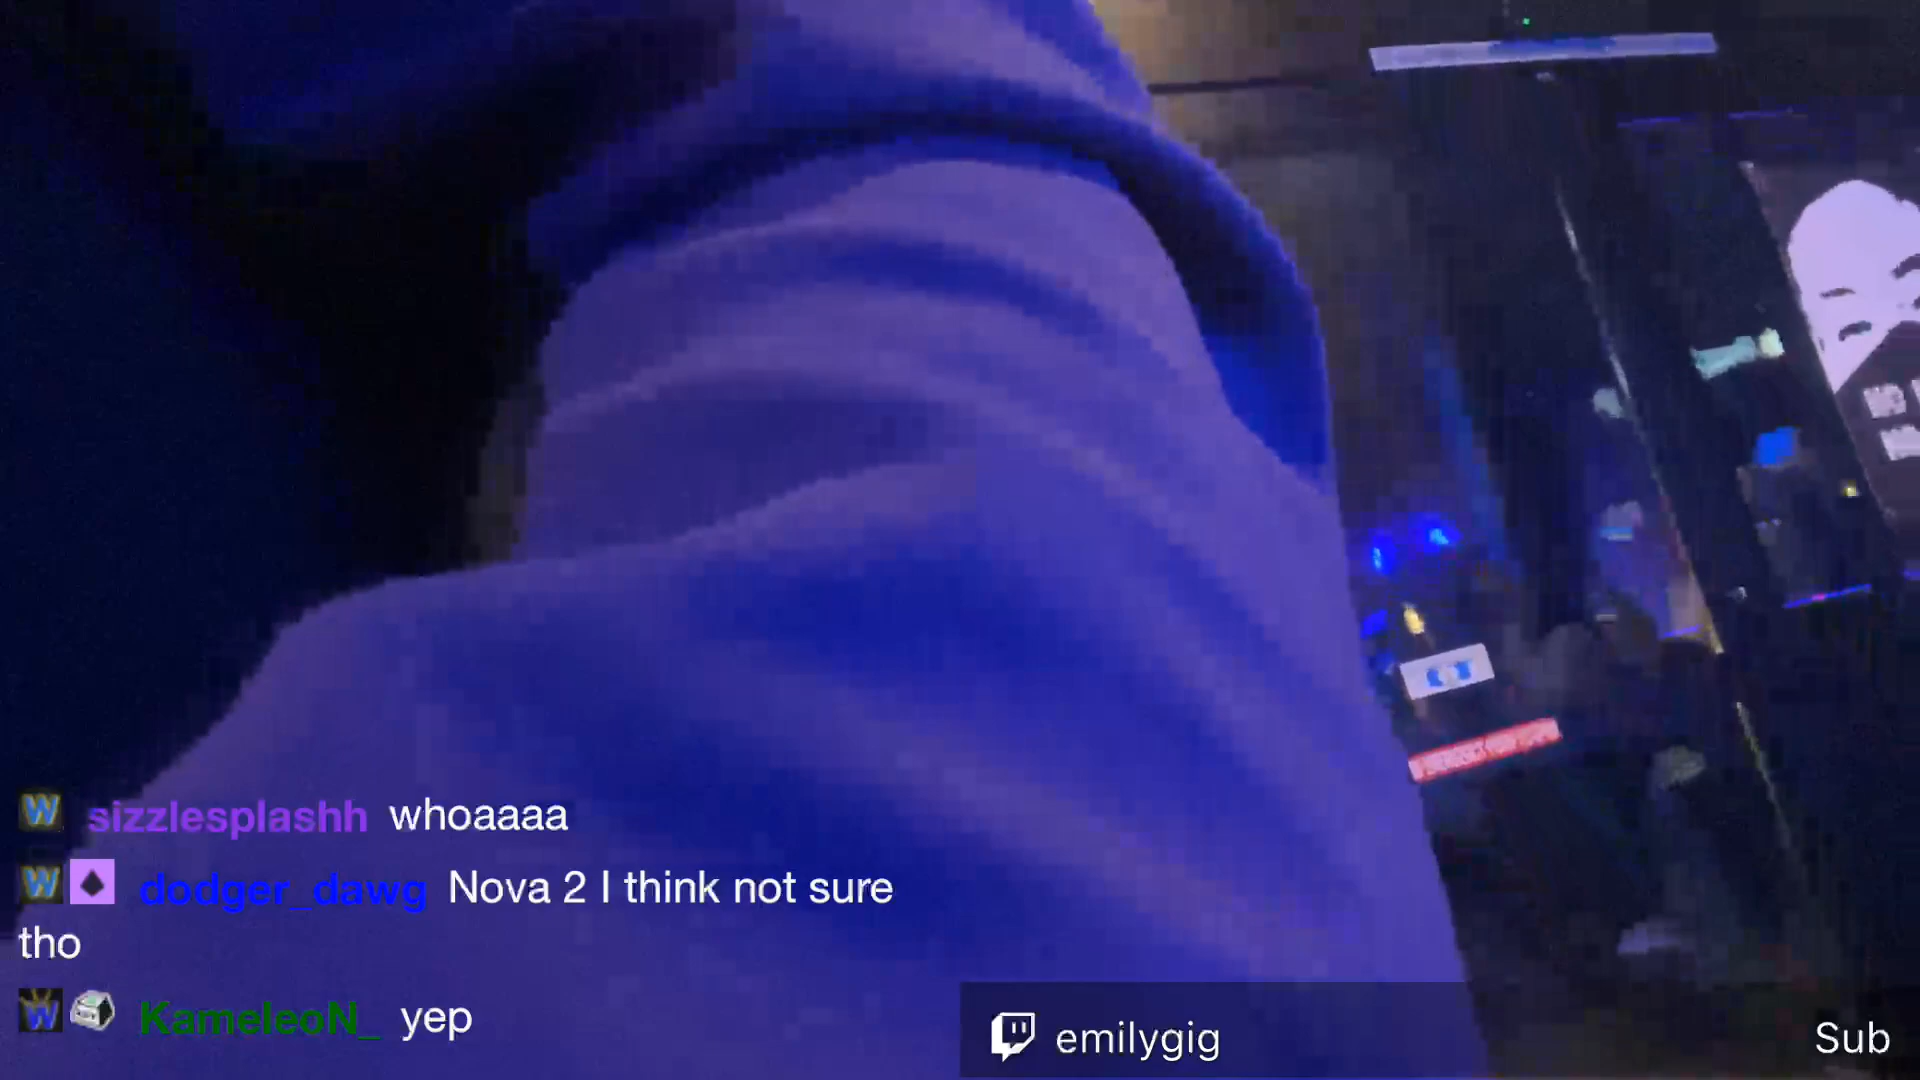 sizzlesplashh whoaaaa
dodger_dawg Nova 2 I think not sure
tho
KameleoN_ yep
emilygig
Sub